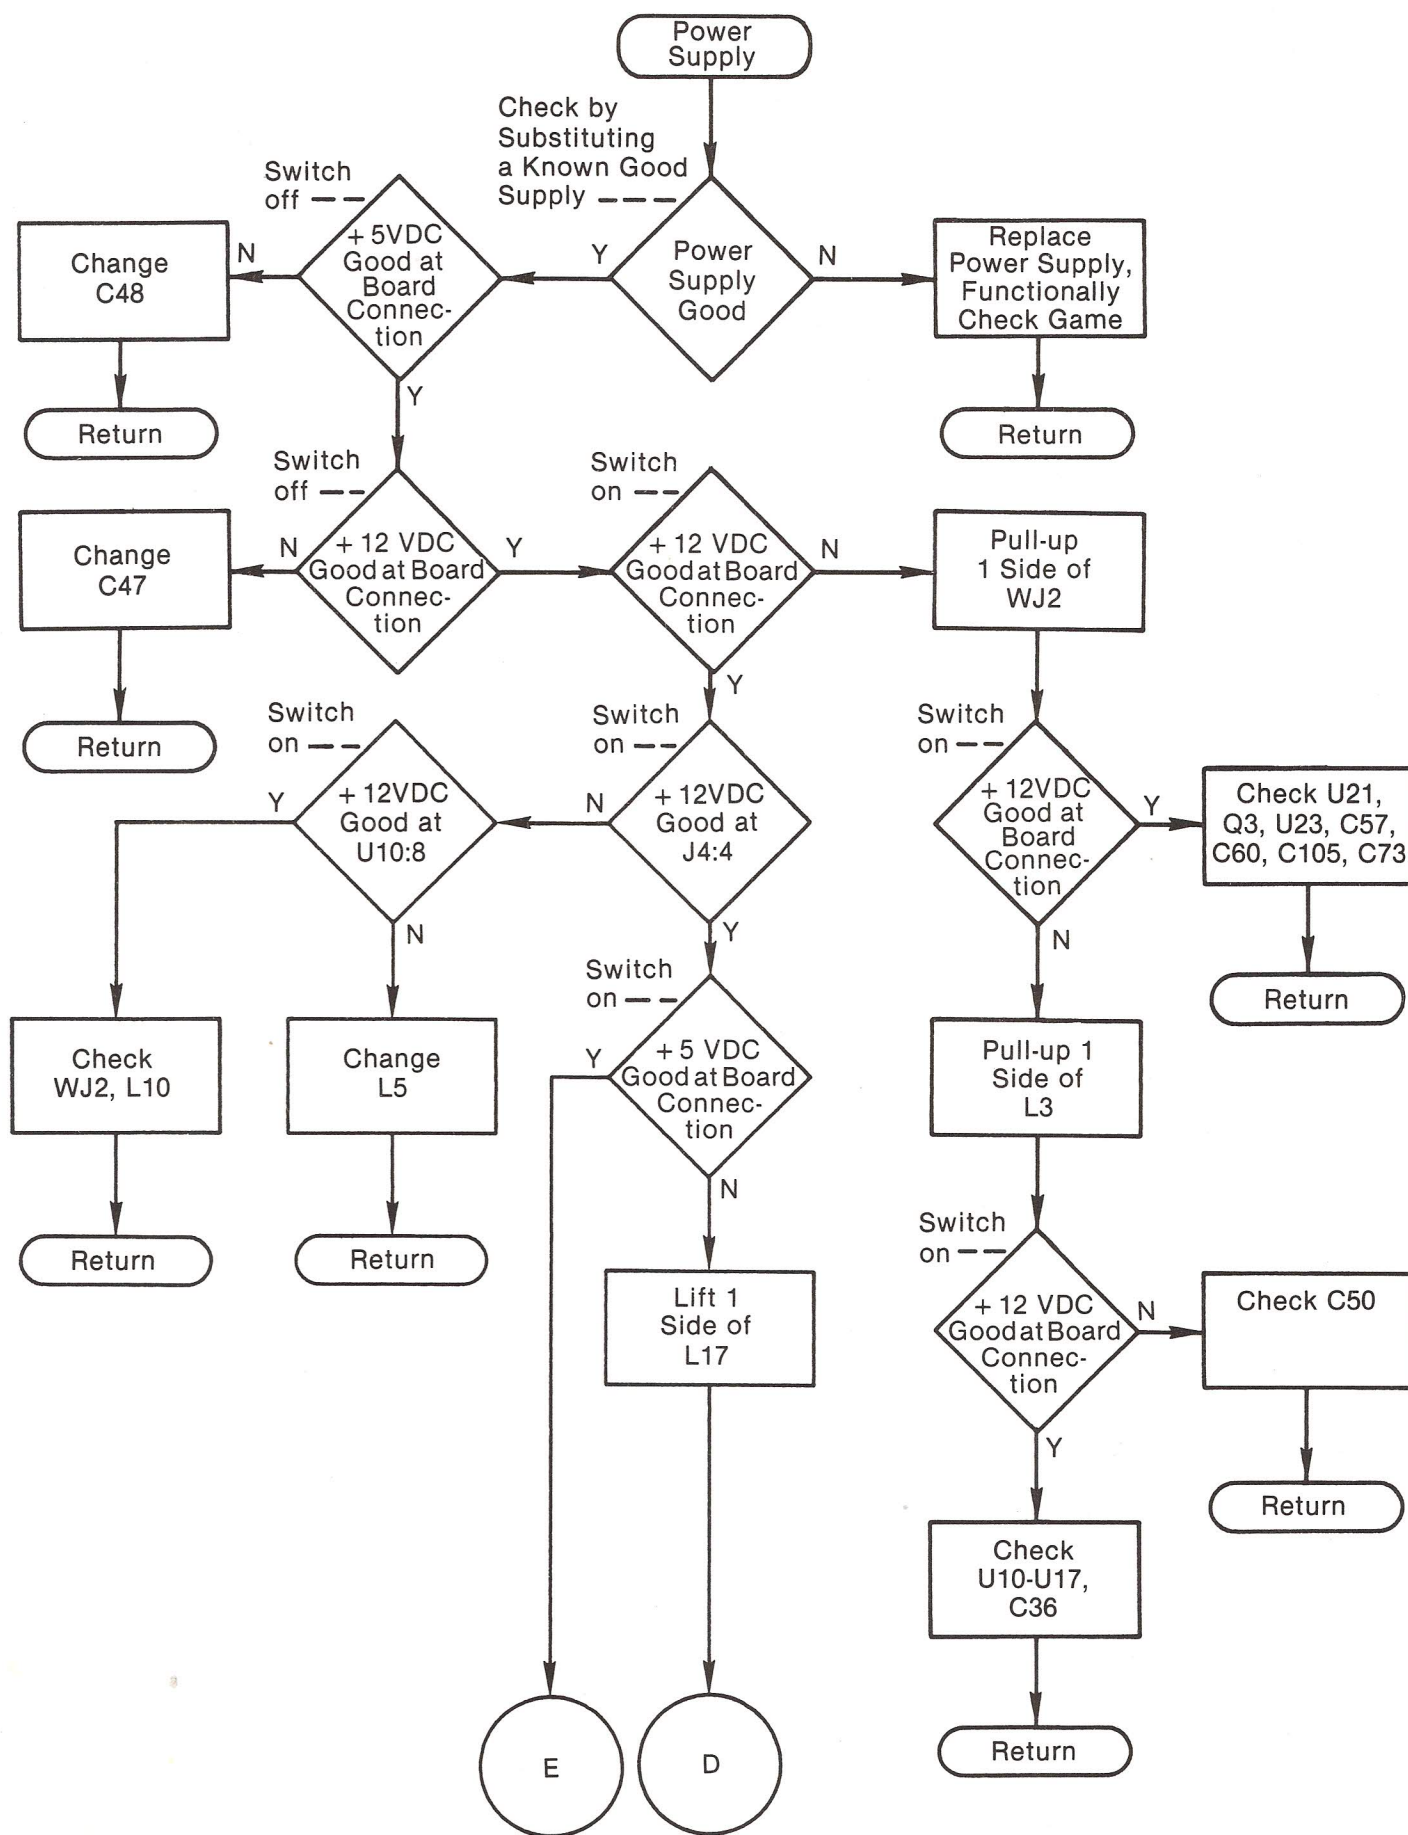 Power
Supply
Check by
Substituting
a Known Good
Supply
Switch
off
Change
C48
N
+ 5VDC
Good at
Board
Connec-
tion
Y
Power
Supply
Good
N
Replace
Power Supply,
Functionally
Check Game
Return
Y
Return
Switch
off
Switch
on
Change
C47
N
+ 12 VDC
Good at Board
Connec-
tion
Y
+ 12 VDC
Good at Board
Connec-
tion
N
Pull-up
1 Side of
WJ2
Y
Return
Switch
on
Switch
on
Switch
on
Y
+ 12VDC
Good at
U10:8
N
+ 12VDC
Good at
J4:4
+ 12VDC
Good at
Board
Connec-
tion
Y
Check U21,
Q3, U23, C57,
C60, C105, C73
N
Y
N
Return
Switch
on
Check
WJ2, L10
Change
L5
Y
+ 5 VDC
Good at Board
Connec-
tion
Pull-up 1
Side of
L3
N
Return
Return
Switch
on
Lift 1
Side of
L17
+ 12 VDC
Good at Board
Connec-
tion
N
Check C50
Y
Return
Check
U10-U17,
C36
Return
E
D